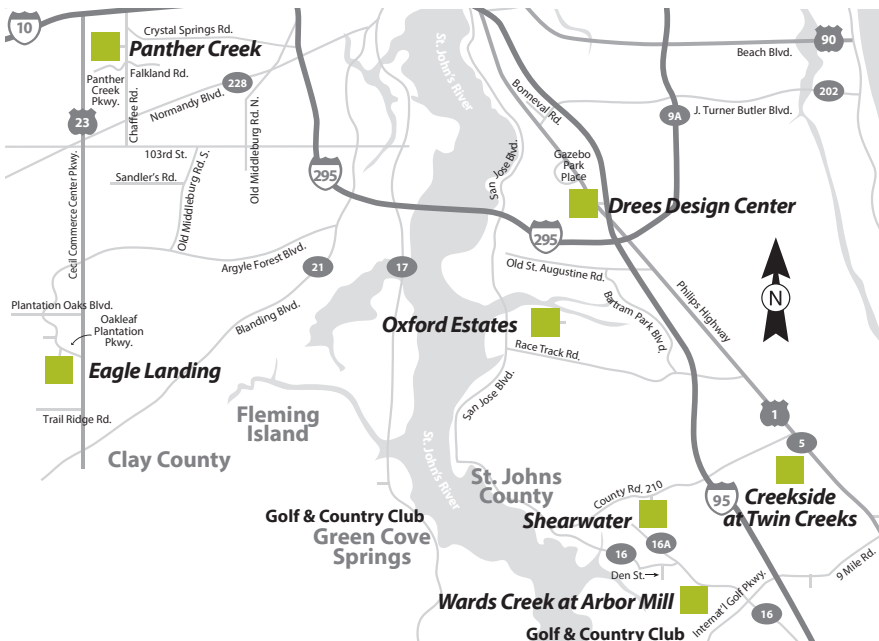 10
Crystal Springs Rd.
Panther Creek
Falkland Rd.
Panther
Creek
Pkwy.
228
Normandy Blvd.
Chaffee Rd.
23
Old Middleburg Rd. N.
103rd St.
Sandler's Rd.
Old Middleburg Rd. S.
Cecil Commerce Center Pkwy.
295
St. John's River
Bonneval Rd.
San Jose Blvd.
Gazebo
Park
Place
90
Beach Blvd.
202
J. Turner Butler Blvd.
9A
Drees Design Center
295
Argyle Forest Blvd.
21
17
Old St. Augustine Rd.
Philips Highway
Bartram Park Blvd.
N
Plantation Oaks Blvd.
Oakleaf
Plantation
Pkwy.
Blanding Blvd.
Oxford Estates
Race Track Rd.
Eagle Landing
San Jose Blvd.
Trail Ridge Rd.
Fleming
Island
Clay County
St. John's River
1
5
St. Johns
County
County Rd. 210
95
Creekside
at Twin Creeks
Golf & Country Club
Green Cove
Springs
Shearwater
16A
16
Den St.
9 Mile Rd.
Internat'l Golf Pkwy.
Wards Creek at Arbor Mill
16
Golf & Country Club